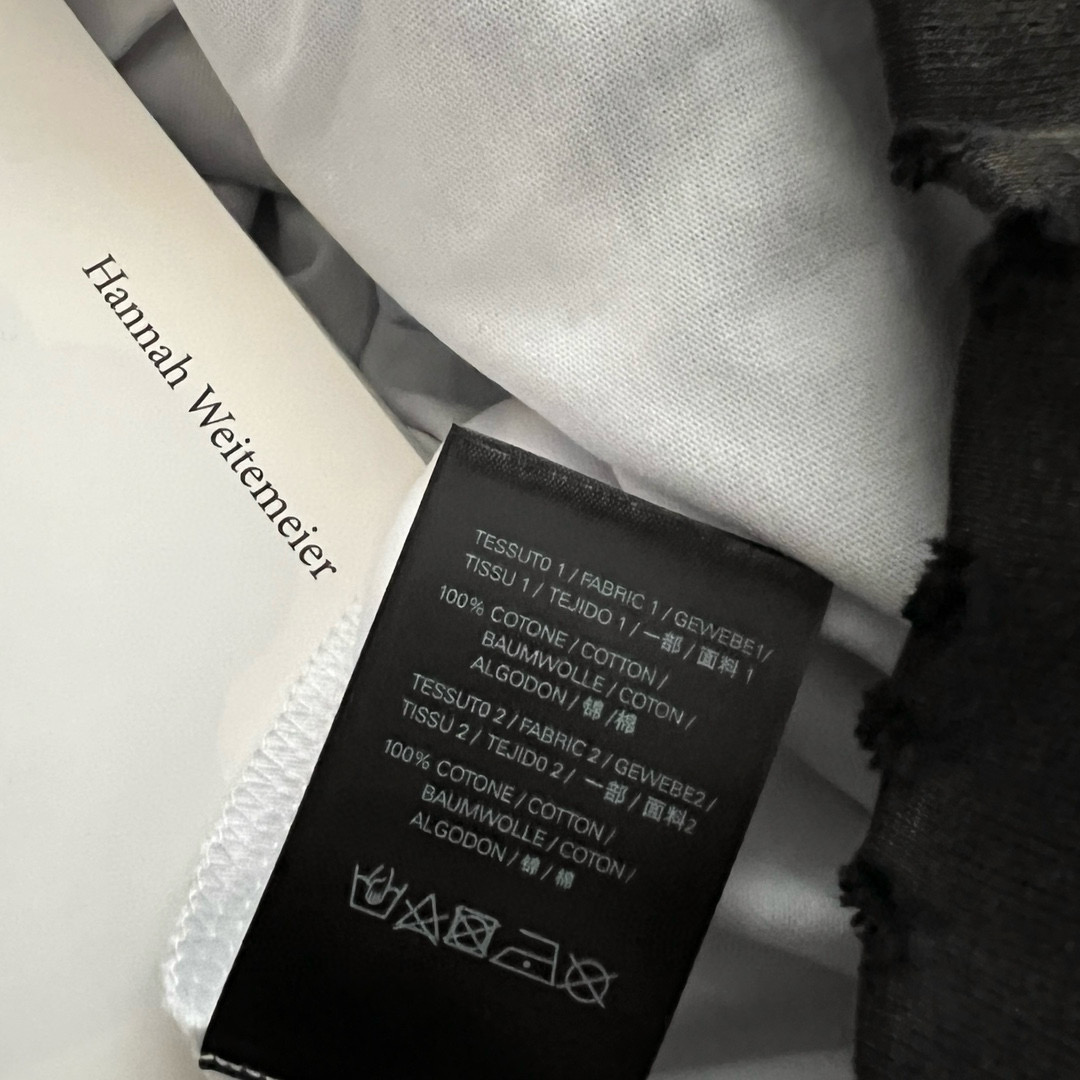 Hannah Weitemeier
TESSUT0 1 / FABRIC 1 / GEWEBE1/
TISSU 1 / TEJIDO 1 / 一部 / 面料 1
100% COTONE / COTTON /
BAUMWOLLE / COTON /
ALGODON / 锦 /棉
TESSUT0 2 / FABRIC 2 / GEWEBE2 /
TISSU 2 / TEJID0 2 / 一部 / 面料2
100% COTONE / COTTON /
BAUMWOLLE / COTON /
ALGODON / 锦 / 棉